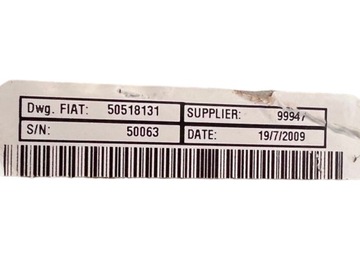 Dwg. FIAT: 50518131 SUPPLIER: 99947
S/N: 50063 DATE: 19/7/2009